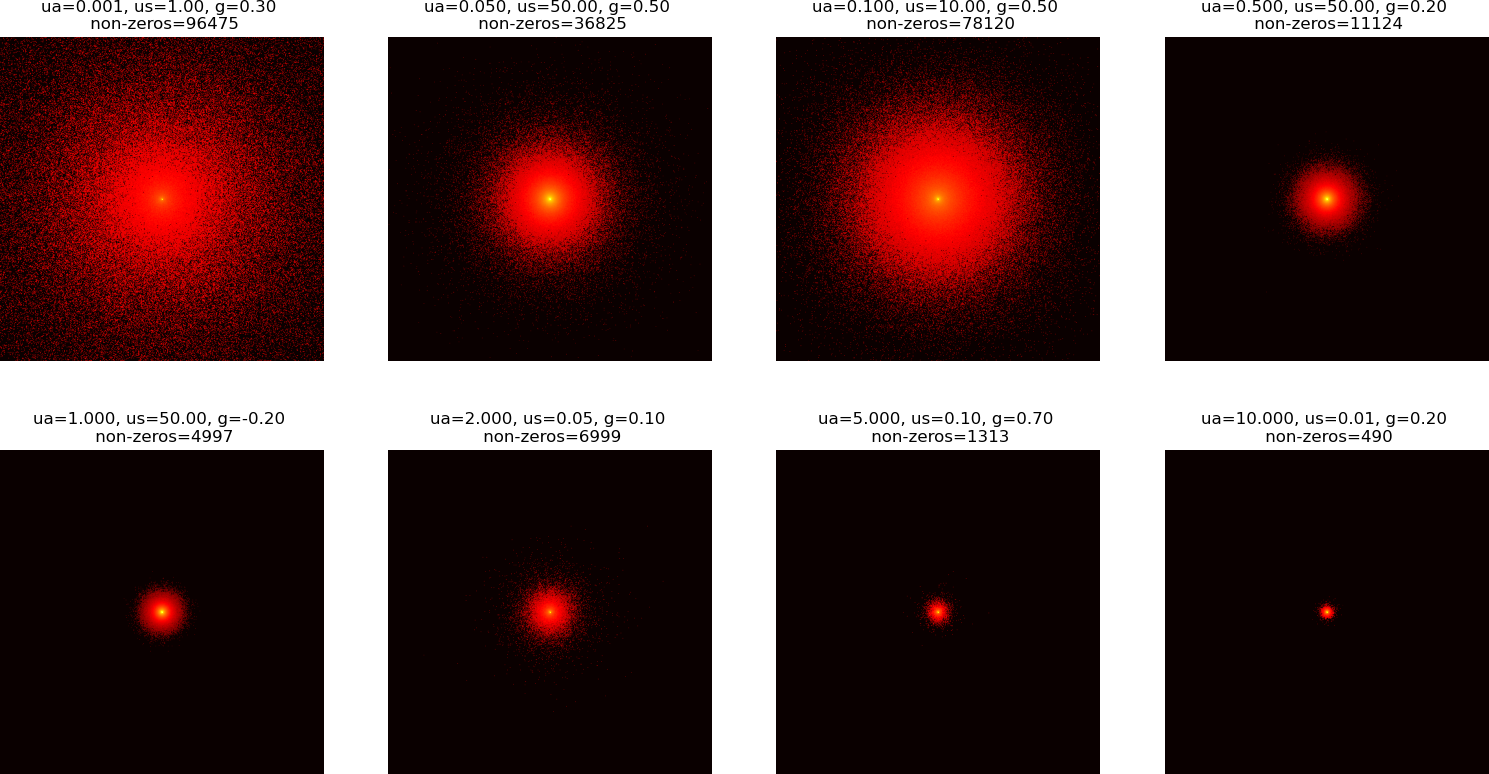 ua=0.001, us=1.00, g=0.30
non-zeros=96475
ua=0.050, us=50.00, g=0.50
non-zeros=36825
ua=0.100, us=10.00, g=0.50
non-zeros=78120
ua=0.500, us=50.00, g=0.20
non-zeros=11124
ua=1.000, us=50.00, g=-0.20
non-zeros=4997
ua=2.000, us=0.05, g=0.10
non-zeros=6999
ua=5.000, us=0.10, g=0.70
non-zeros=1313
ua=10.000, us=0.01, g=0.20
non-zeros=490